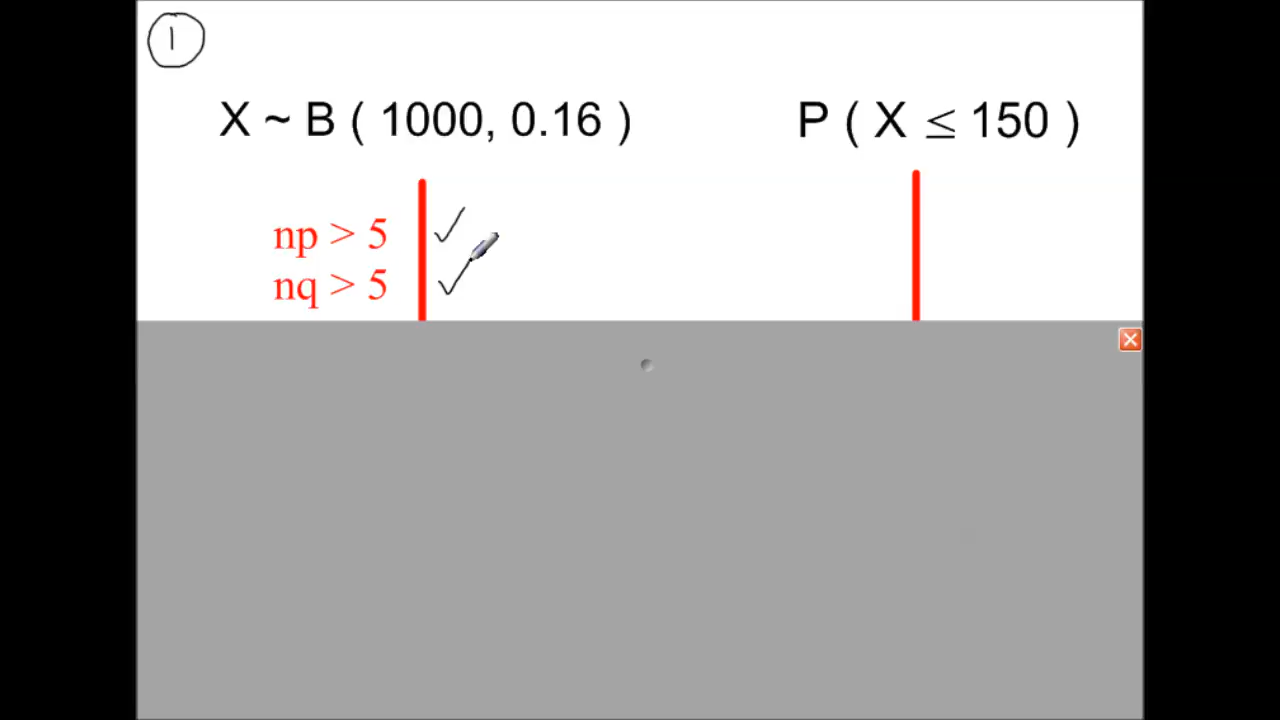 1
X ~ B ( 1000, 0.16 )
P ( X ≤ 150 )
np > 5 ✓
nq > 5 ✓